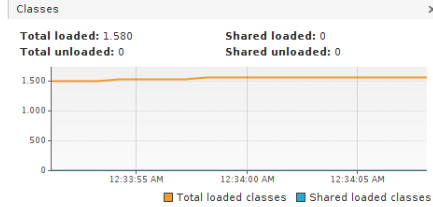 Classes ×
Total loaded: 1.580 Shared loaded: 0
Total unloaded: 0 Shared unloaded: 0
1.500
1.000
500
0
12:33:55 AM 12:34:00 AM 12:34:05 AM
Total loaded classes Shared loaded classes